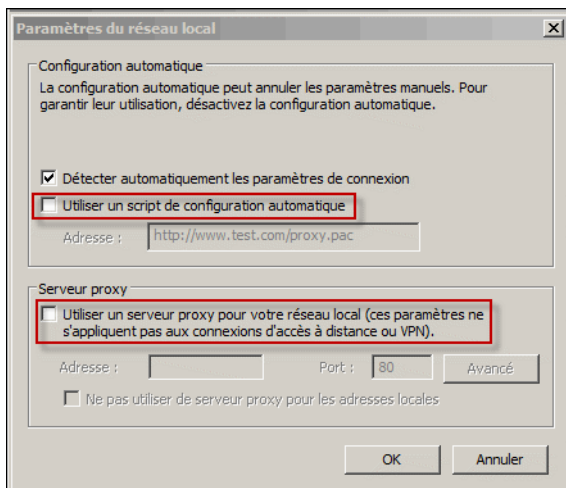 Paramètres du réseau local
Configuration automatique
La configuration automatique peut annuler les paramètres manuels. Pour
garantir leur utilisation, désactivez la configuration automatique.
Détecter automatiquement les paramètres de connexion
Utiliser un script de configuration automatique
Adresse : http://www.test.com/proxy.pac
Serveur proxy
Utiliser un serveur proxy pour votre réseau local (ces paramètres ne
s'appliquent pas aux connexions d'accès à distance ou VPN).
Adresse : Port : 80 Avancé
Ne pas utiliser de serveur proxy pour les adresses locales
OK Annuler